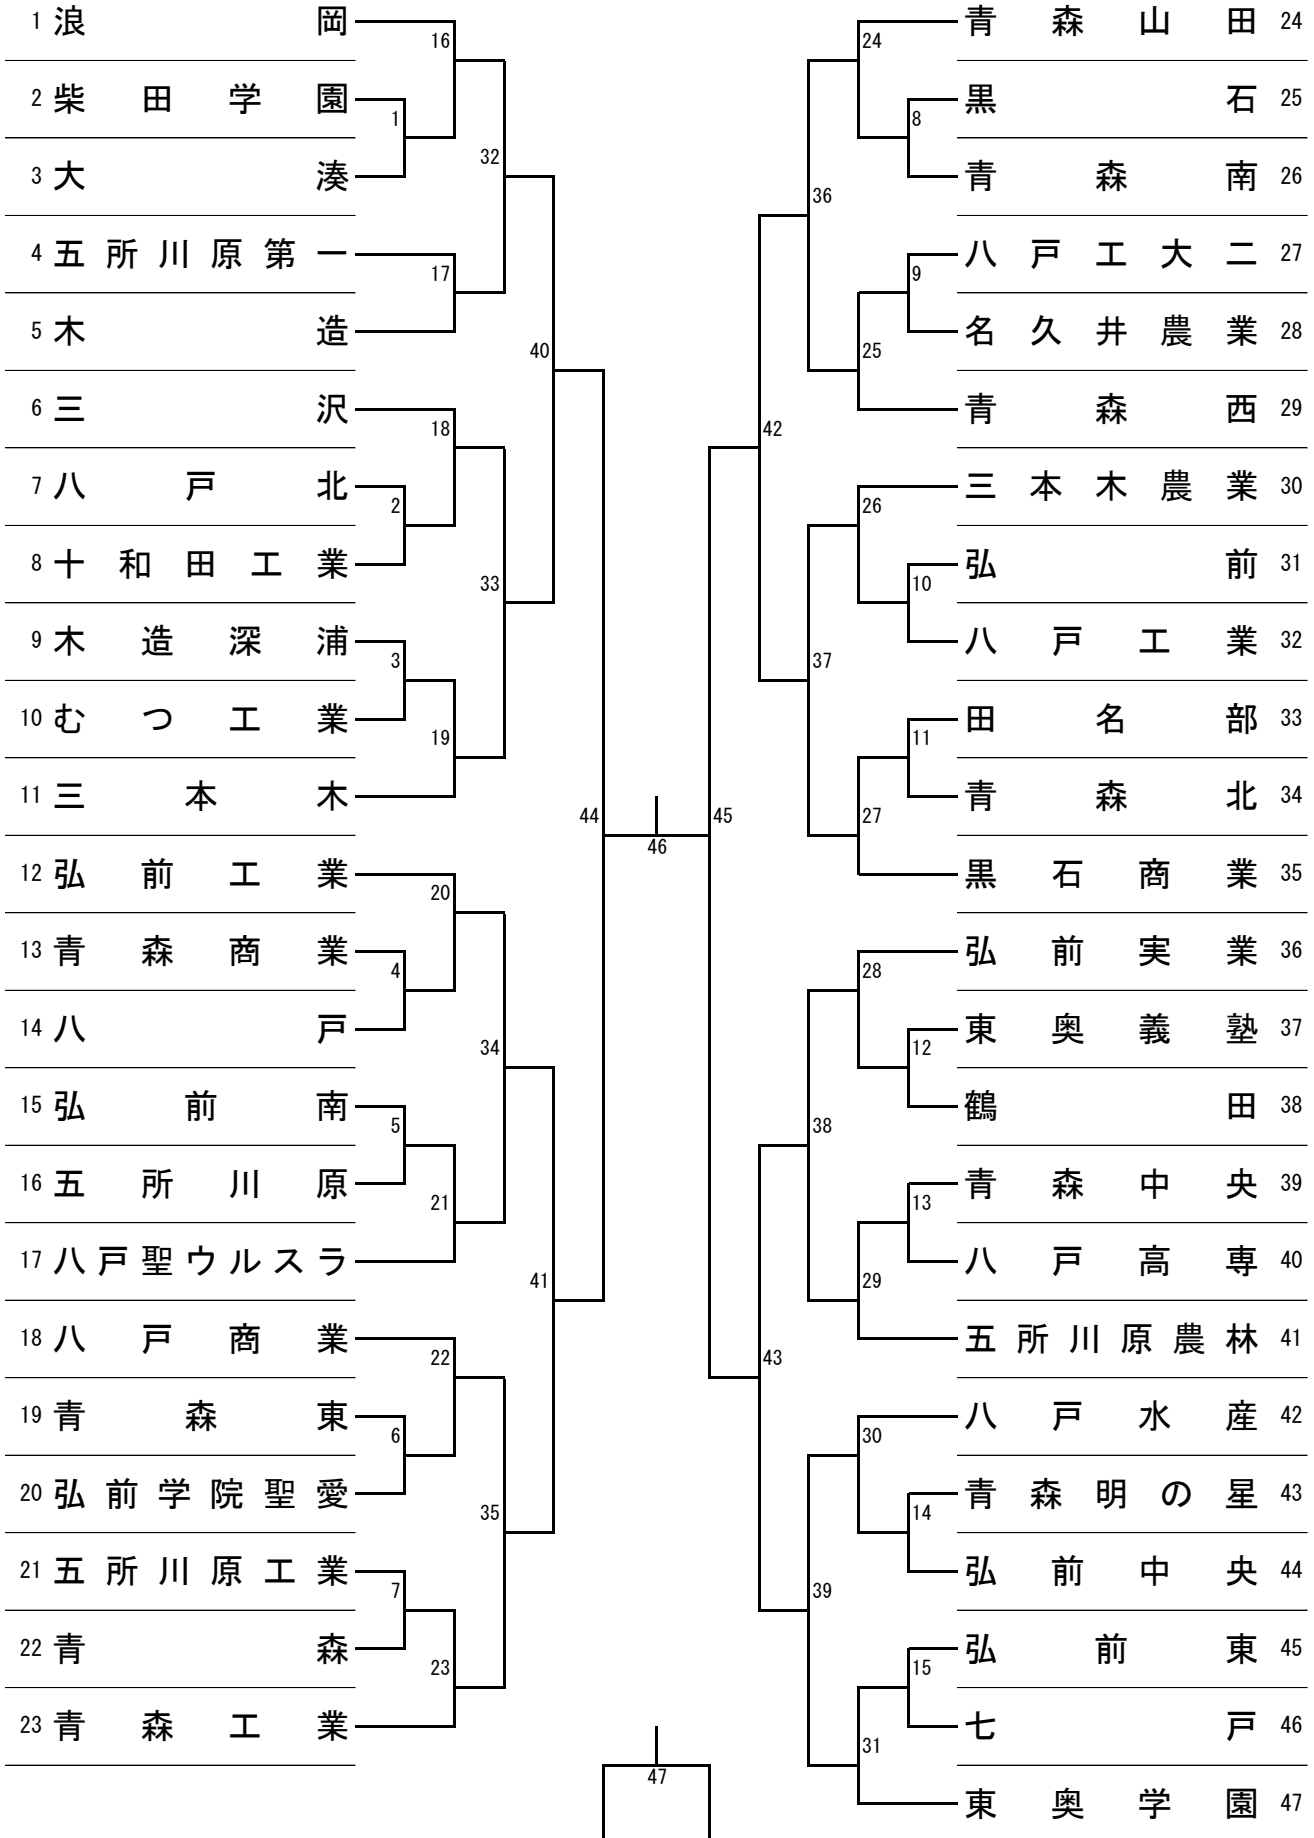 1 浪岡
2 柴田学園
3 大湊
4 五所川原第一
5 木造
6 三沢
7 八戸北
8 十和田工業
9 木造深浦
10 むつ工業
11 三本木
12 弘前工業
13 青森商業
14 八戸
15 弘前南
16 五所川原
17 八戸聖ウルスラ
18 八戸商業
19 青森東
20 弘前学院聖愛
21 五所川原工業
22 青森
23 青森工業
16
1
32
17
40
18
2
33
3
19
44
20
4
34
5
21
41
22
6
35
7
23
46
47
45
24
8
36
9
25
42
26
10
37
11
27
28
12
38
13
29
43
30
14
39
15
31
青森山田 24
黒石 25
青森南 26
八戸工大二 27
名久井農業 28
青森西 29
三本木農業 30
弘前 31
八戸工業 32
田名部 33
青森北 34
黒石商業 35
弘前実業 36
東奥義塾 37
鶴田 38
青森中央 39
八戸高専 40
五所川原農林 41
八戸水産 42
青森明の星 43
弘前中央 44
弘前東 45
七戸 46
東奥学園 47